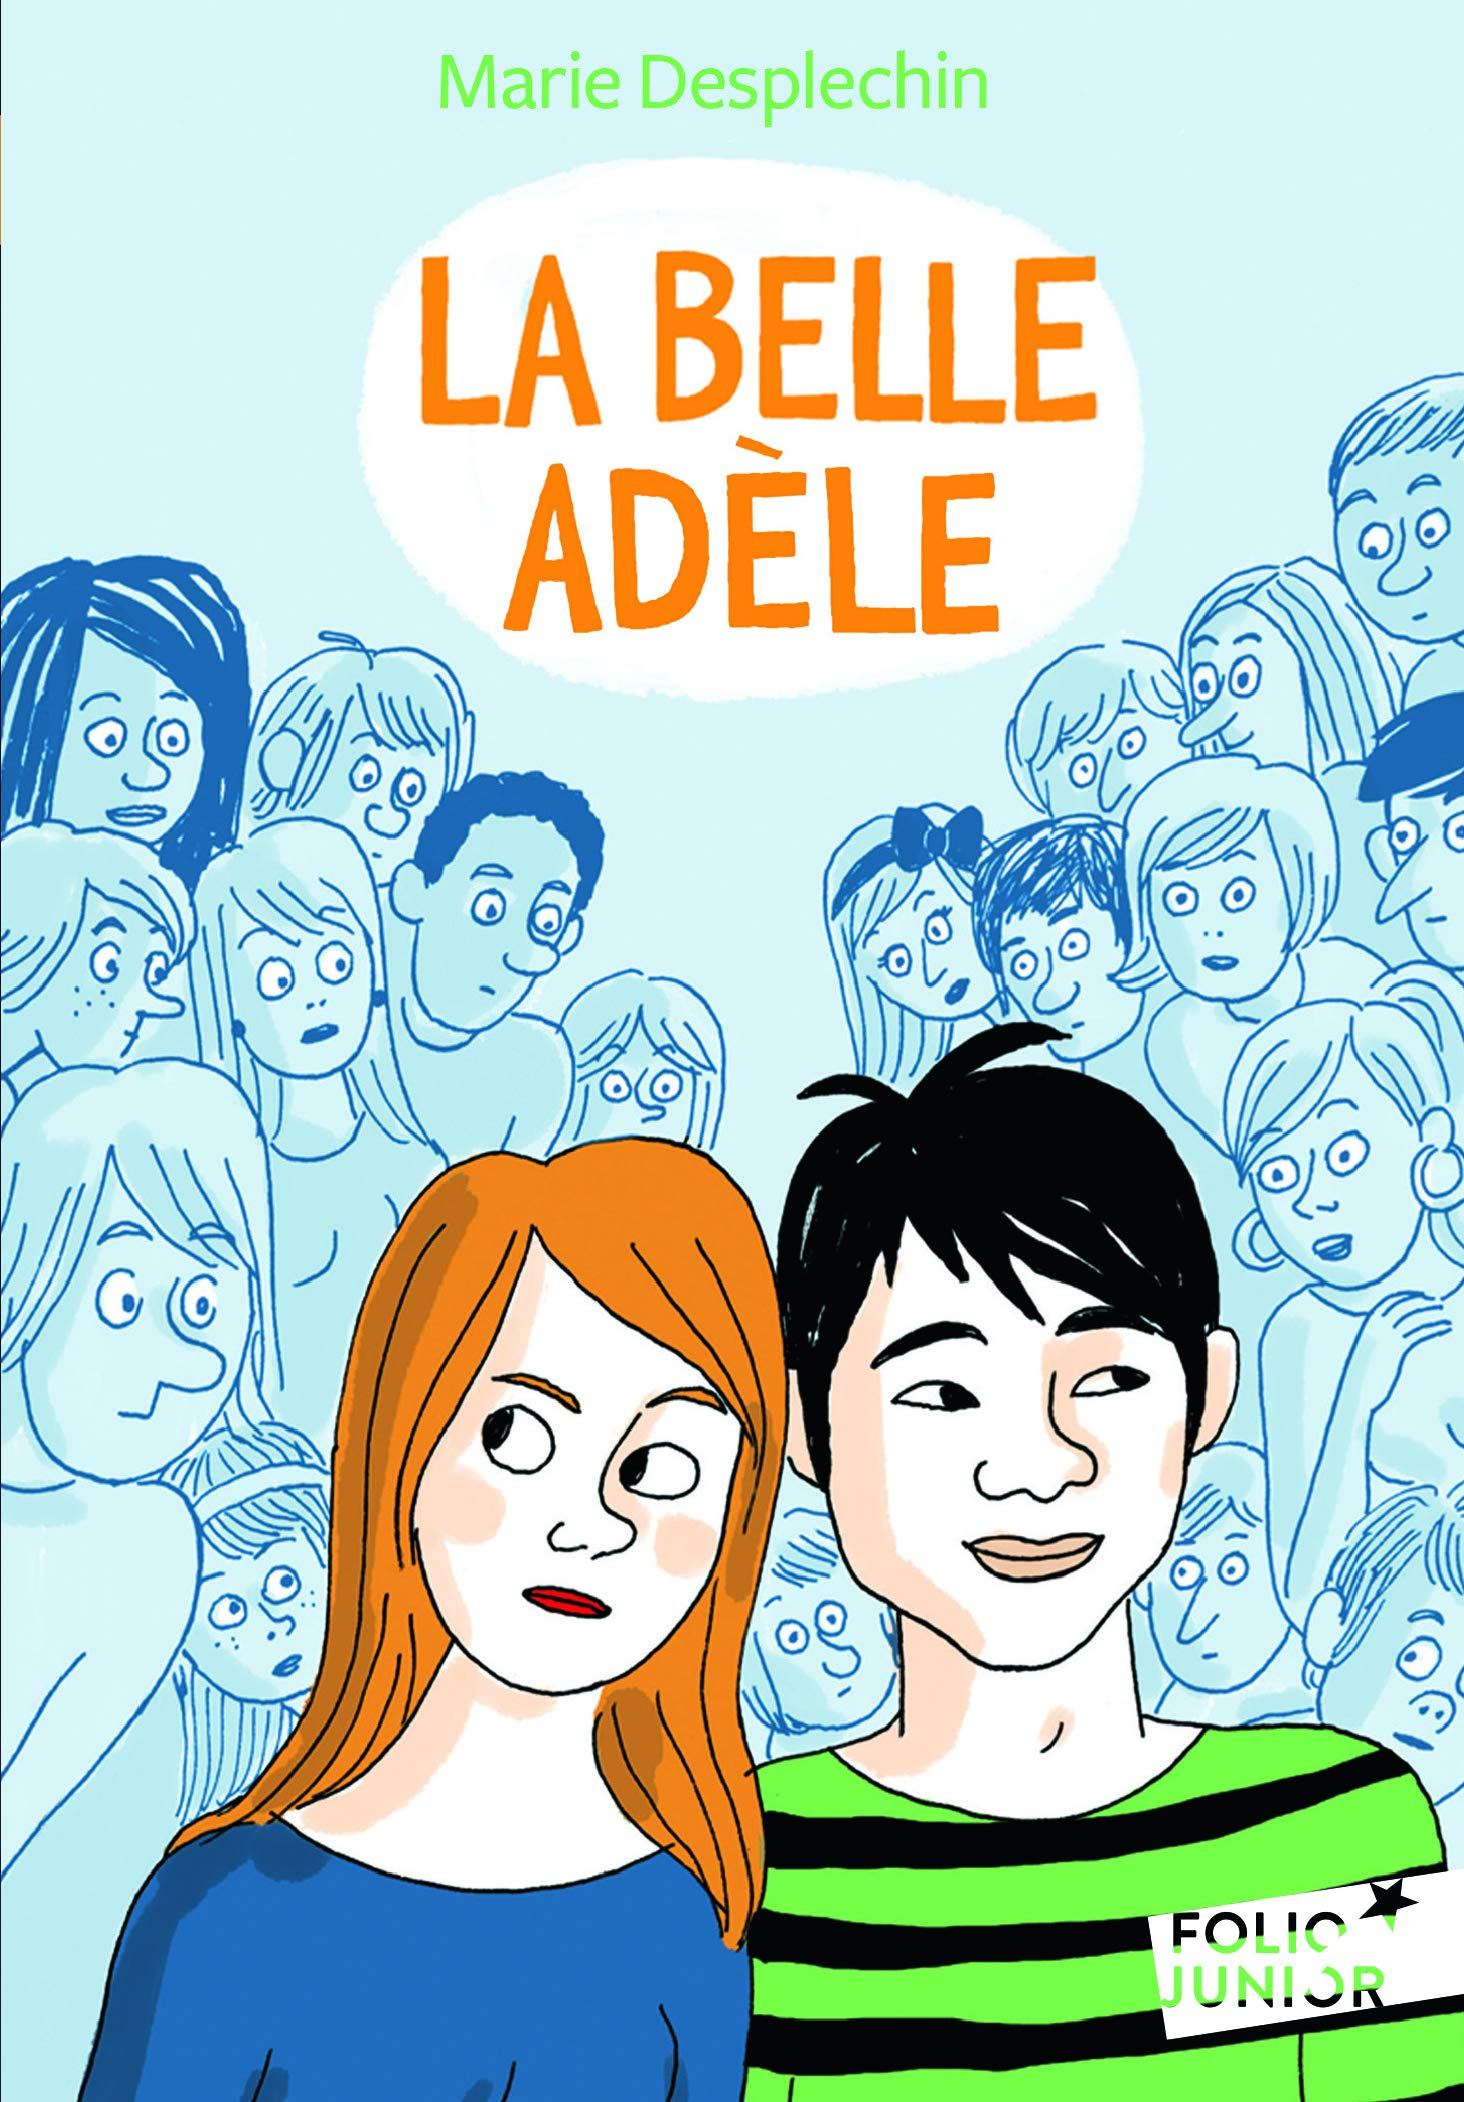 Marie Desplechin
LA BELLE
ADÈLE
FOLIO
JUNIOR